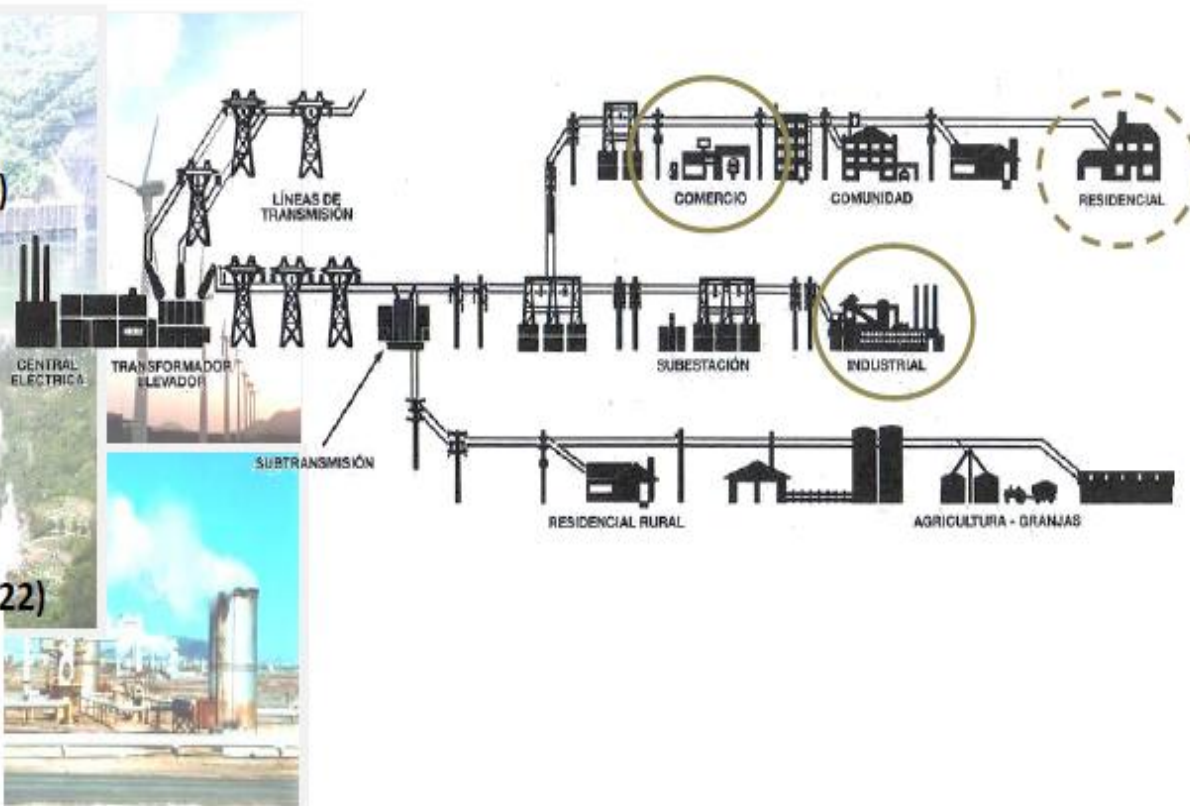 )
LÍNEAS DE
TRANSMISIÓN
COMERCIO
COMUNIDAD
RESIDENCIAL
CENTRAL
ELÉCTRICA
TRANSFORMADOR
ELEVADOR
SUBESTACIÓN
INDUSTRIAL
SUBTRANSMISIÓN
RESIDENCIAL RURAL
AGRICULTURA - GRANJAS
22)